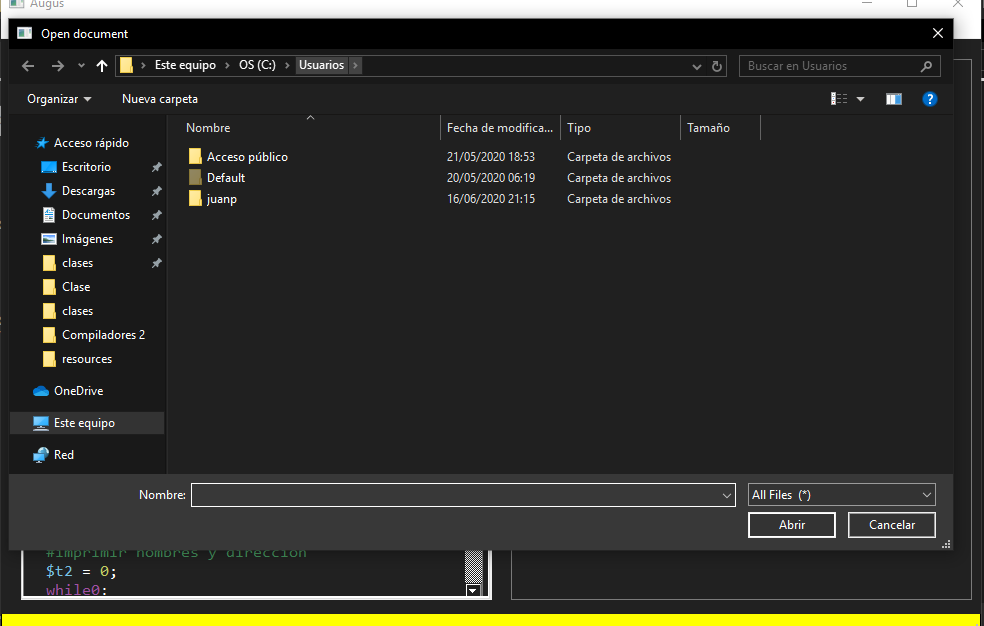 Augus
Open document
Este equipo > OS (C:) > Usuarios >
Buscar en Usuarios
Organizar
Nueva carpeta
?
Nombre
Fecha de modifica...
Tipo
Tamaño
Acceso rápido
Escritorio
Descargas
Documentos
Imágenes
clases
Clase
clases
Compiladores 2
resources
OneDrive
Este equipo
Red
Acceso público 21/05/2020 18:53 Carpeta de archivos
Default 20/05/2020 06:19 Carpeta de archivos
juanp 16/06/2020 21:15 Carpeta de archivos
Nombre:
All Files (*)
Abrir
Cancelar
#imprimir nombres y direccion
$t2 = 0;
while0: